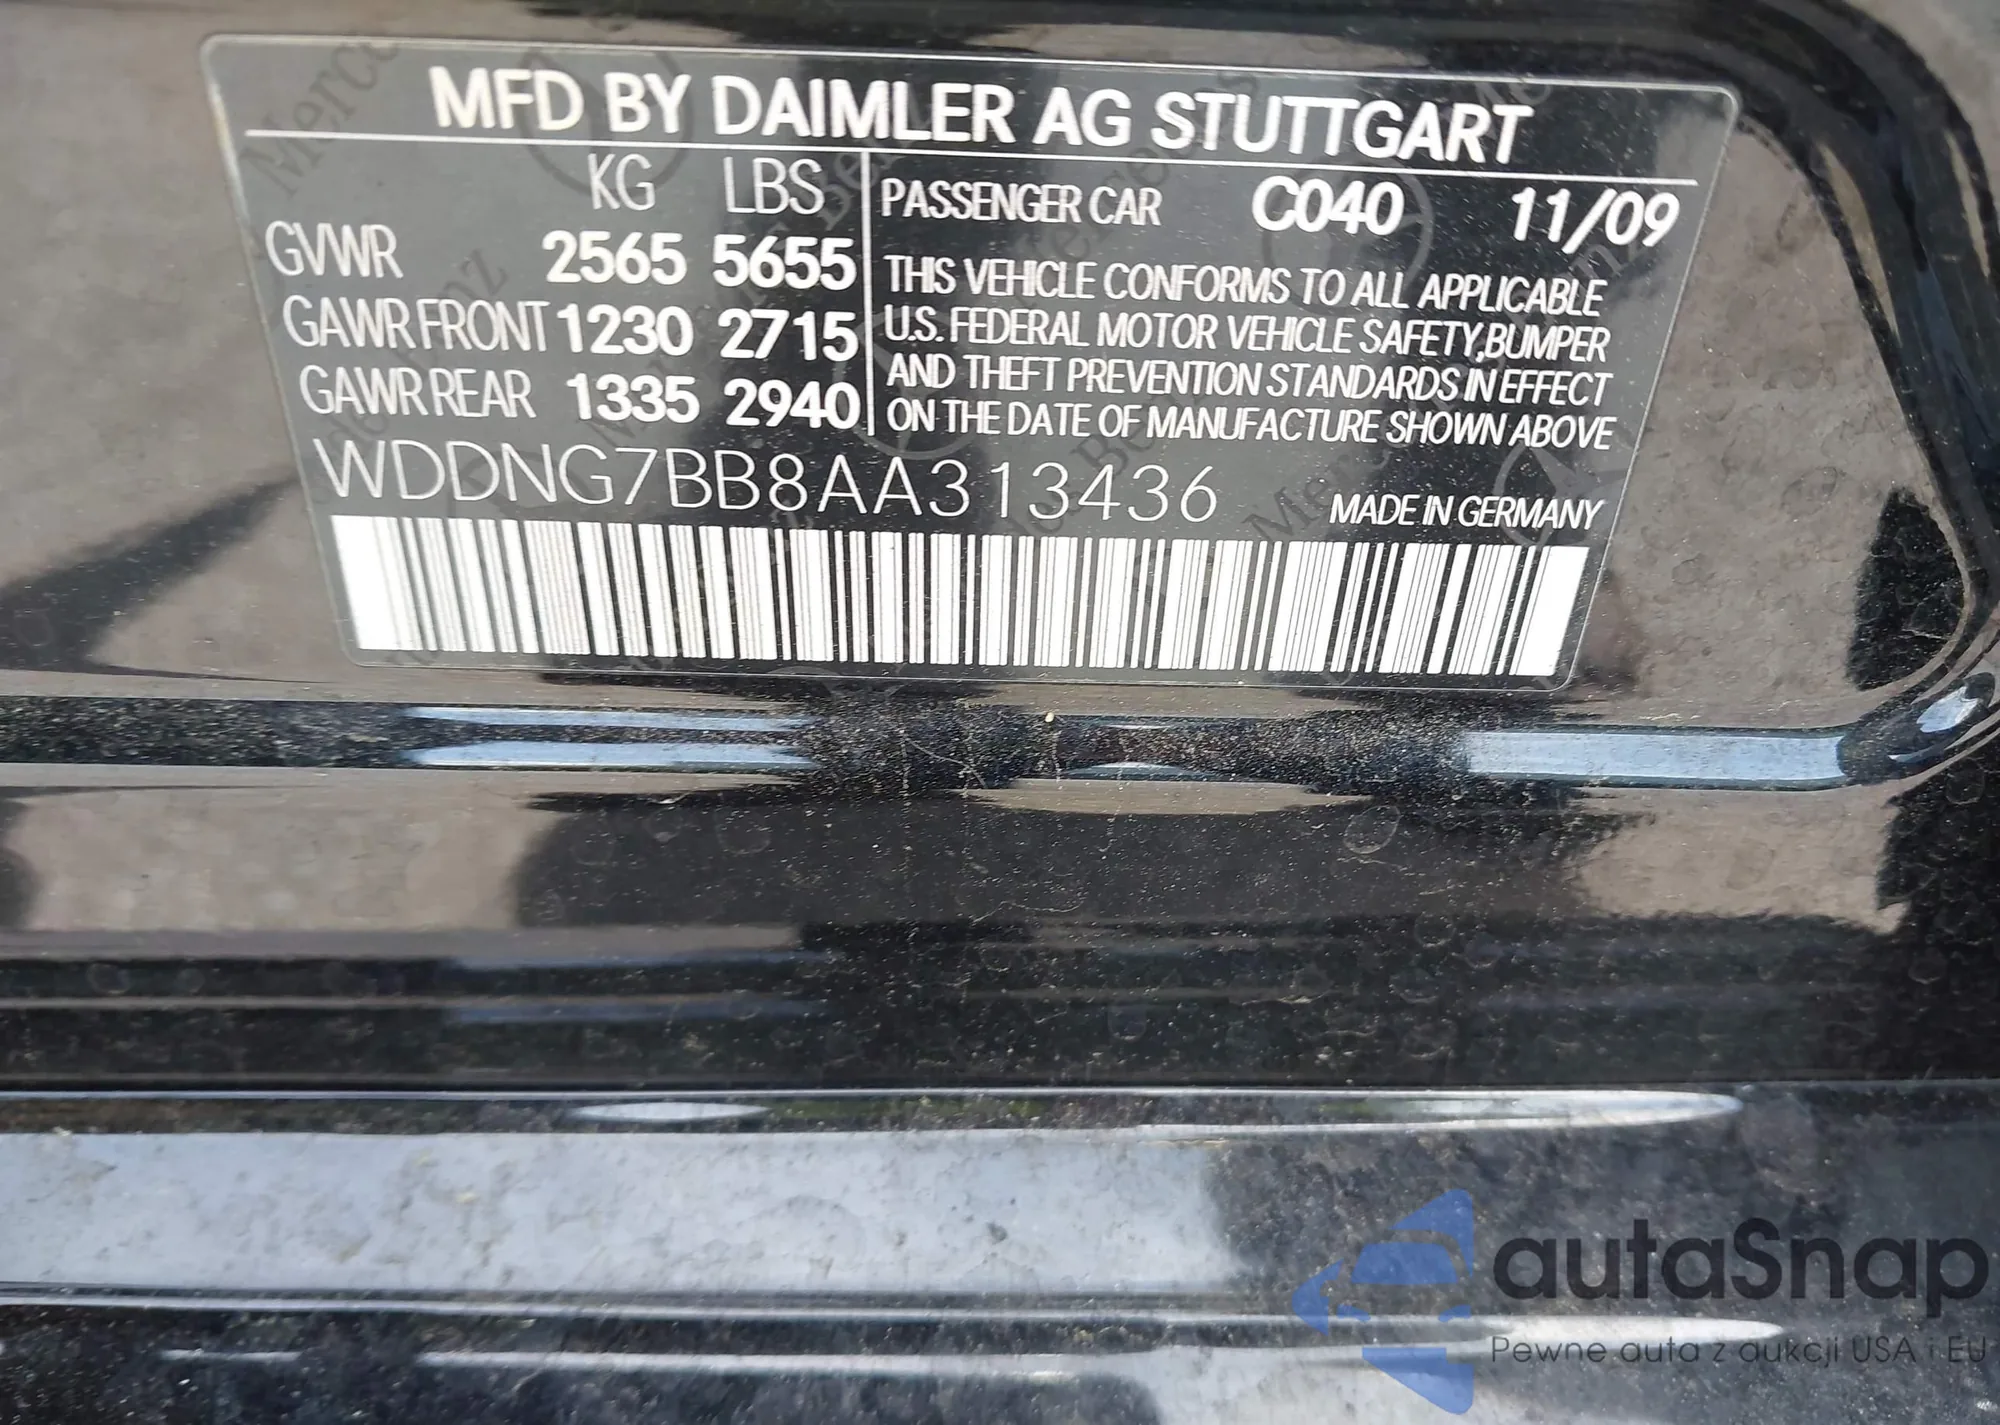 MFD BY DAIMLER AG STUTTGART
KG LBS
GVWR 2565 5655
GAWR FRONT 1230 2715
GAWR REAR 1335 2940
PASSENGER CAR C040 11/09
THIS VEHICLE CONFORMS TO ALL APPLICABLE
U.S. FEDERAL MOTOR VEHICLE SAFETY,BUMPER
AND THEFT PREVENTION STANDARDS IN EFFECT
ON THE DATE OF MANUFACTURE SHOWN ABOVE
WDDNG7BB8AA313436
MADE IN GERMANY
autaSnap
Pewne auta z aukcji USA i EU